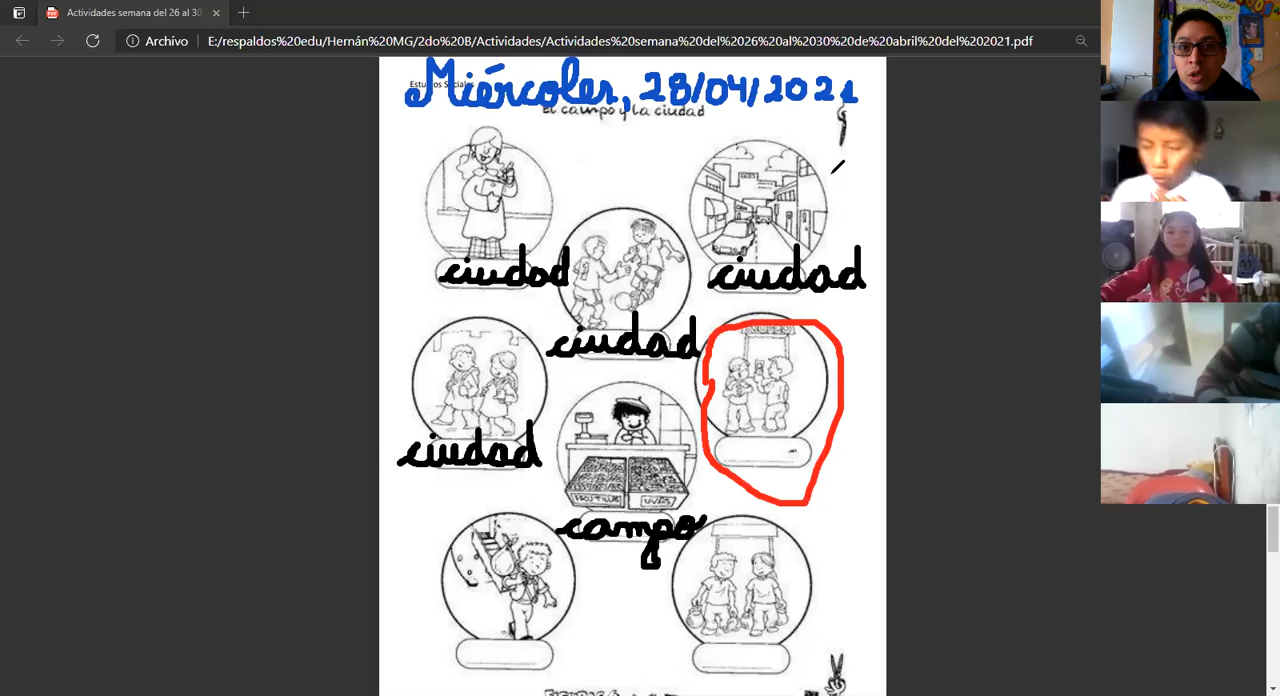 Actividades semana del 26 al 30
Archivo
E:/respaldos%20edu/Hernán%20MG/2do%20B/Actividades/Actividades%20semana%20del%2026%20al%2030%20de%20abril%20del%202021.pdf
Estudios Sociales
Miércoles, 28/04/2021
El campo y la ciudad
ciudad
ciudad
ciudad
ciudad
FRUTILLAS UVAS
campo